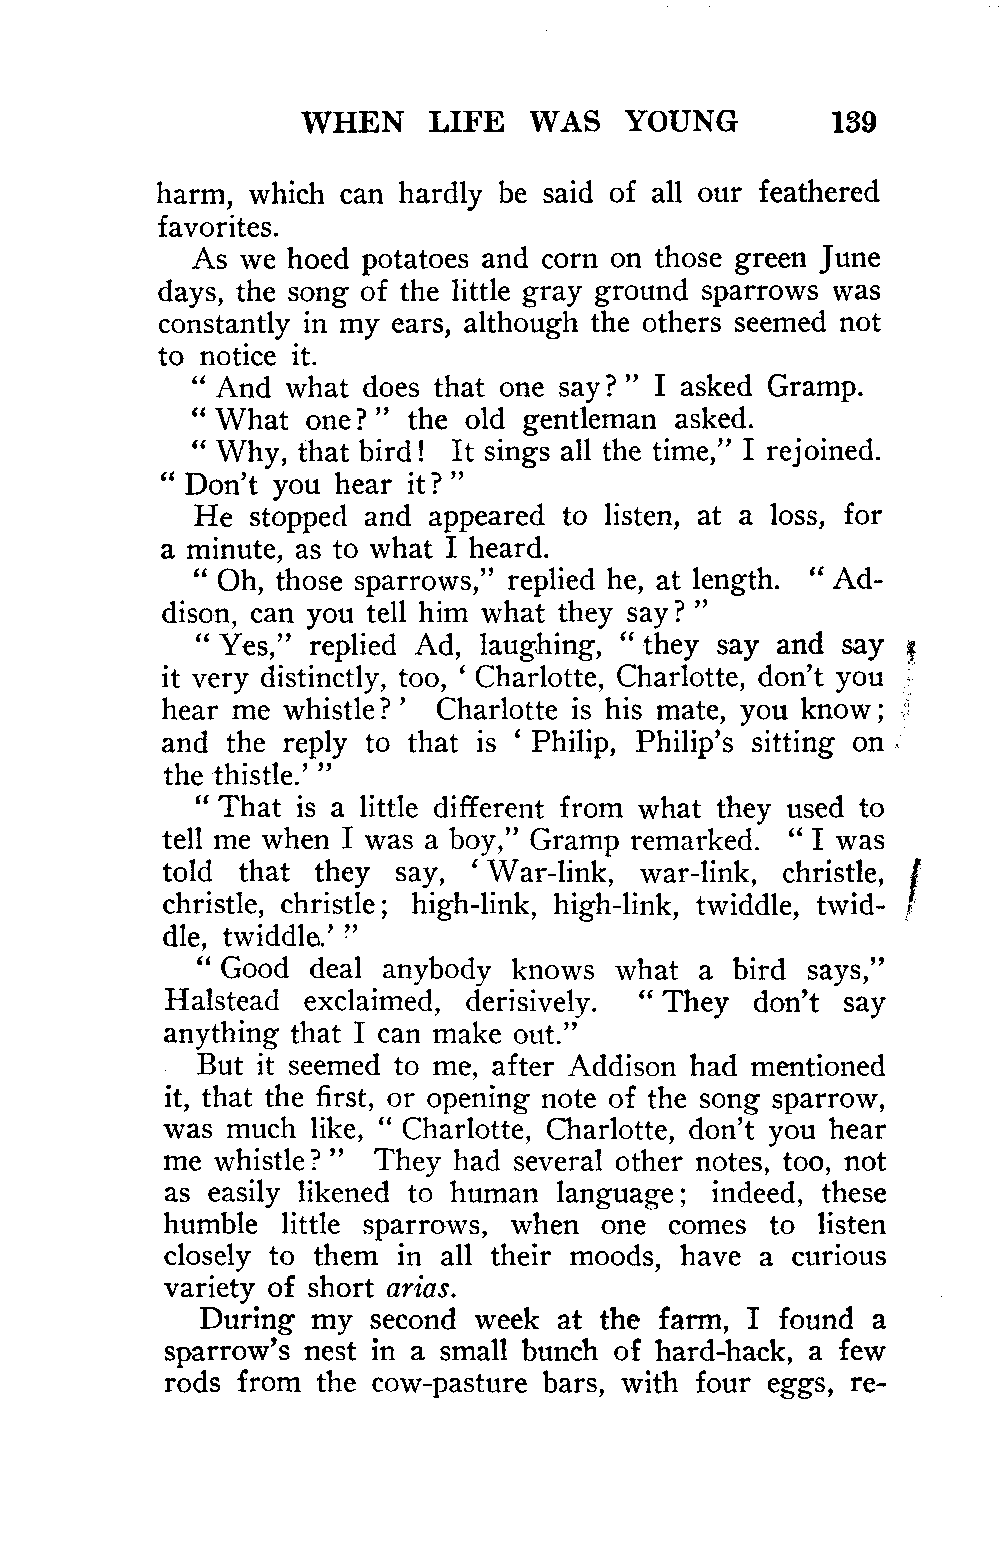 WHEN LIFE WAS YOUNG 139
harm, which can hardly be said of all our feathered
favorites.
As we hoed potatoes and corn on those green June
days, the song of the little gray ground sparrows was
constantly in my ears, although the others seemed not
to notice it.
" And what does that one say? " I asked Gramp.
" What one? " the old gentleman asked.
" Why, that bird! It sings all the time," I rejoined.
" Don't you hear it? "
He stopped and appeared to listen, at a loss, for
a minute, as to what I heard.
" Oh, those sparrows," replied he, at length. " Ad-
dison, can you tell him what they say? "
" Yes," replied Ad, laughing, " they say and say
it very distinctly, too, ' Charlotte, Charlotte, don't you
hear me whistle? ' Charlotte is his mate, you know;
and the reply to that is ' Philip, Philip's sitting on
the thistle.' "
" That is a little different from what they used to
tell me when I was a boy," Gramp remarked. " I was
told that they say, ' War-link, war-link, christle,
christle, christle; high-link, high-link, twiddle, twid-
dle, twiddle.' "
" Good deal anybody knows what a bird says,"
Halstead exclaimed, derisively. " They don't say
anything that I can make out."
But it seemed to me, after Addison had mentioned
it, that the first, or opening note of the song sparrow,
was much like, " Charlotte, Charlotte, don't you hear
me whistle? " They had several other notes, too, not
as easily likened to human language; indeed, these
humble little sparrows, when one comes to listen
closely to them in all their moods, have a curious
variety of short arias.
During my second week at the farm, I found a
sparrow's nest in a small bunch of hard-hack, a few
rods from the cow-pasture bars, with four eggs, re-